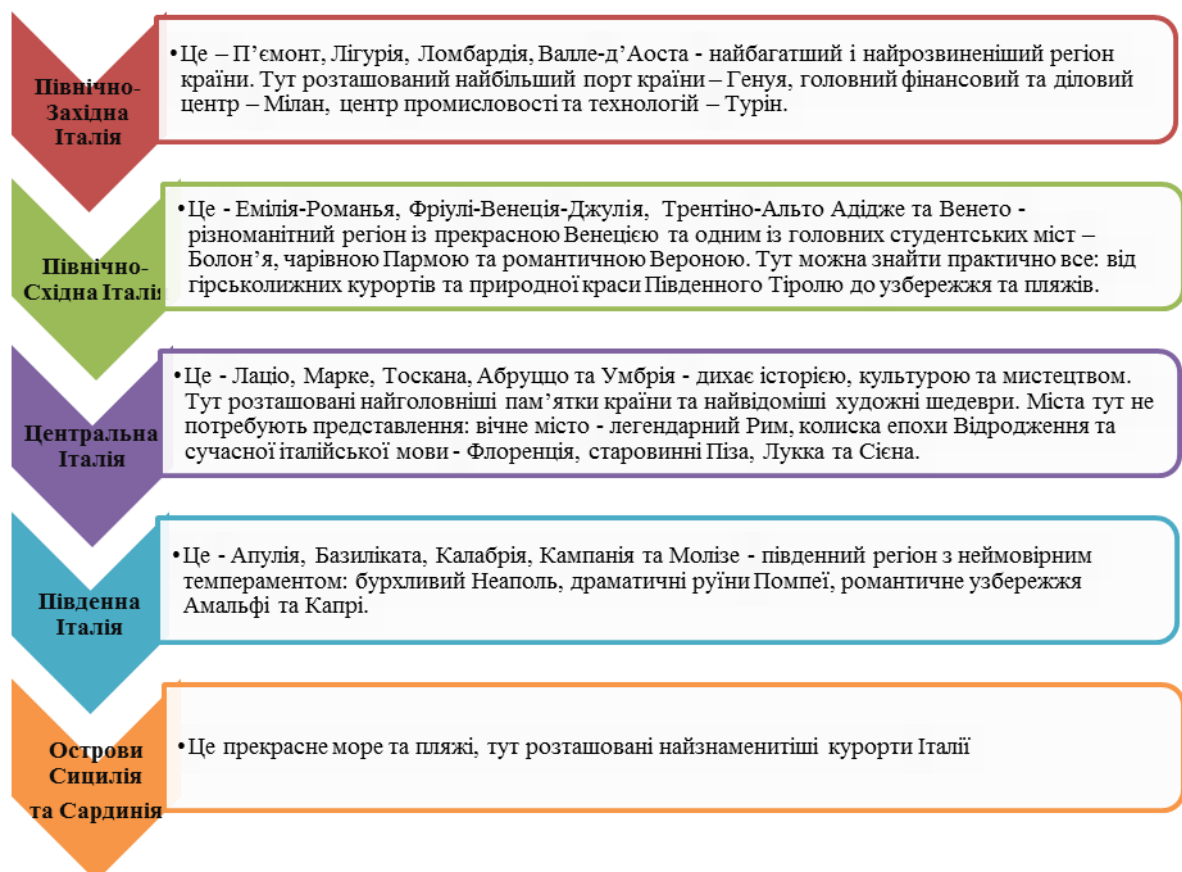 Північно-
Західна
Італія
•Це – П’ємонт, Лігурія, Ломбардія, Валле-д’Аоста - найбагатший і найрозвиненіший регіон
країни. Тут розташований найбільший порт країни – Генуя, головний фінансовий та діловий
центр – Мілан, центр промисловості та технологій – Турін.
Північно-
Східна Італія
•Це - Емілія-Романья, Фріулі-Венеція-Джулія, Трентіно-Альто Адідже та Венето -
різноманітний регіон із прекрасною Венецією та одним із головних студентських міст –
Болон’я, чарівною Пармою та романтичною Вероною. Тут можна знайти практично все: від
гірськолижних курортів та природної краси Південного Тіролю до узбережжя та пляжів.
Центральна
Італія
•Це - Лаціо, Марке, Тоскана, Абруццо та Умбрія - дихає історією, культурою та мистецтвом.
Тут розташовані найголовніші пам’ятки країни та найвідоміші художні шедеври. Міста тут не
потребують представлення: вічне місто - легендарний Рим, колиска епохи Відродження та
сучасної італійської мови - Флоренція, старовинні Піза, Лукка та Сієна.
Південна
Італія
•Це - Апулія, Базиліката, Калабрія, Кампанія та Молізе - південний регіон з неймовірним
темпераментом: бурхливий Неаполь, драматичні руїни Помпеї, романтичне узбережжя
Амальфі та Капрі.
Острови
Сицилія
та Сардинія
•Це прекрасне море та пляжі, тут розташовані найзнаменитіші курорти Італії